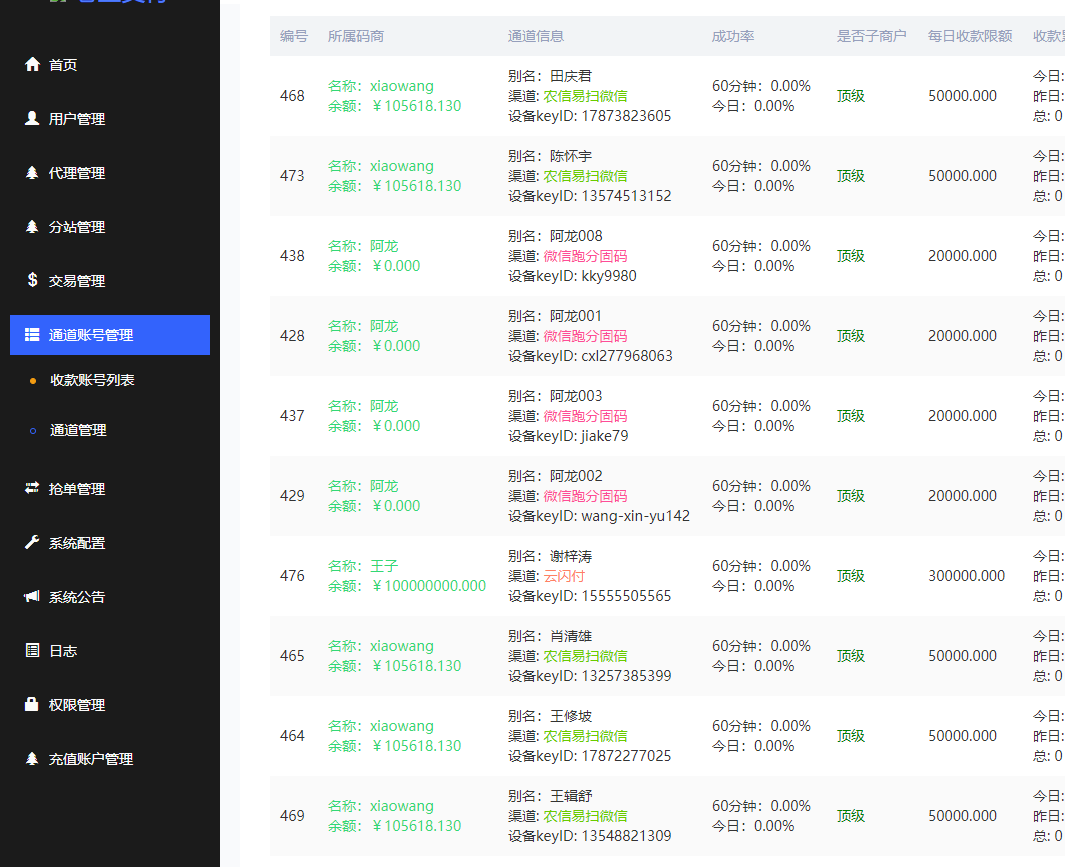 首页
用户管理
代理管理
分站管理
交易管理
通道账号管理
收款账号列表
通道管理
抢单管理
系统配置
系统公告
日志
权限管理
充值账户管理
编号 所属码商 通道信息 成功率 是否子商户 每日收款限额
468 名称：xiaowang 余额：￥105618.130 别名：田庆君 渠道: 农信易扫微信 设备keyID: 17873823605 60分钟：0.00% 今日：0.00% 顶级 50000.000 今日: 昨日: 总: 0
473 名称：xiaowang 余额：￥105618.130 别名：陈怀宇 渠道: 农信易扫微信 设备keyID: 13574513152 60分钟：0.00% 今日：0.00% 顶级 50000.000 今日: 昨日: 总: 0
438 名称：阿龙 余额：￥0.000 别名：阿龙008 渠道: 微信跑分固码 设备keyID: kky9980 60分钟：0.00% 今日：0.00% 顶级 20000.000 今日: 昨日: 总: 0
428 名称：阿龙 余额：￥0.000 别名：阿龙001 渠道: 微信跑分固码 设备keyID: cxl277968063 60分钟：0.00% 今日：0.00% 顶级 20000.000 今日: 昨日: 总: 0
437 名称：阿龙 余额：￥0.000 别名：阿龙003 渠道: 微信跑分固码 设备keyID: jiake79 60分钟：0.00% 今日：0.00% 顶级 20000.000 今日: 昨日: 总: 0
429 名称：阿龙 余额：￥0.000 别名：阿龙002 渠道: 微信跑分固码 设备keyID: wang-xin-yu142 60分钟：0.00% 今日：0.00% 顶级 20000.000 今日: 昨日: 总: 0
476 名称：王子 余额：￥100000000.000 别名：谢梓涛 渠道: 云闪付 设备keyID: 15555505565 60分钟：0.00% 今日：0.00% 顶级 300000.000 今日: 昨日: 总: 0
465 名称：xiaowang 余额：￥105618.130 别名：肖清雄 渠道: 农信易扫微信 设备keyID: 13257385399 60分钟：0.00% 今日：0.00% 顶级 50000.000 今日: 昨日: 总: 0
464 名称：xiaowang 余额：￥105618.130 别名：王修坡 渠道: 农信易扫微信 设备keyID: 17872277025 60分钟：0.00% 今日：0.00% 顶级 50000.000 今日: 昨日: 总: 0
469 名称：xiaowang 余额：￥105618.130 别名：王辑舒 渠道: 农信易扫微信 设备keyID: 13548821309 60分钟：0.00% 今日：0.00% 顶级 50000.000 今日: 昨日: 总: 0